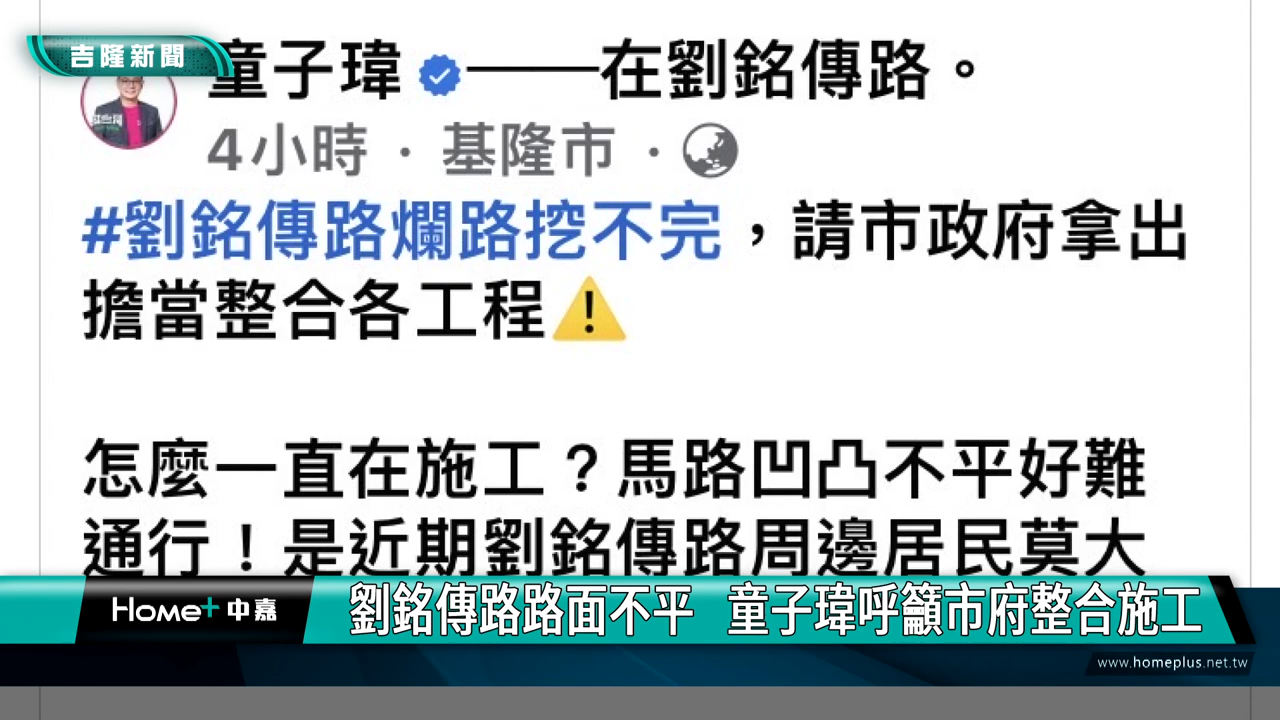 吉隆新聞
童子瑋 ——在劉銘傳路。
4小時 · 基隆市 ·
#劉銘傳路爛路挖不完，請市政府拿出
擔當整合各工程⚠️
怎麼一直在施工？馬路凹凸不平好難
通行！是近期劉銘傳路周邊居民莫大
Home+ 中嘉
劉銘傳路路面不平 童子瑋呼籲市府整合施工
www.homeplus.net.tw